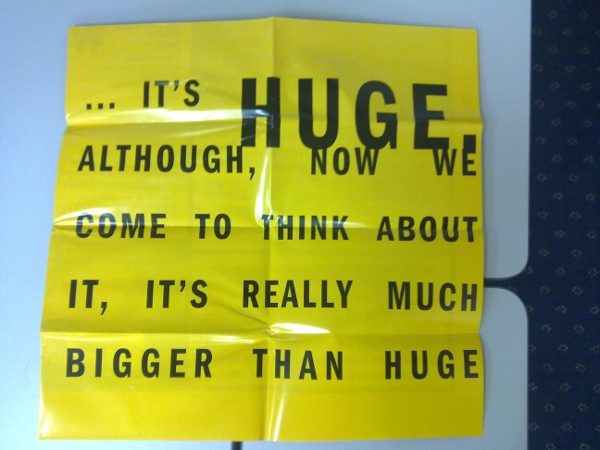 ... IT'S HUGE.
ALTHOUGH, NOW WE
COME TO THINK ABOUT
IT, IT'S REALLY MUCH
BIGGER THAN HUGE